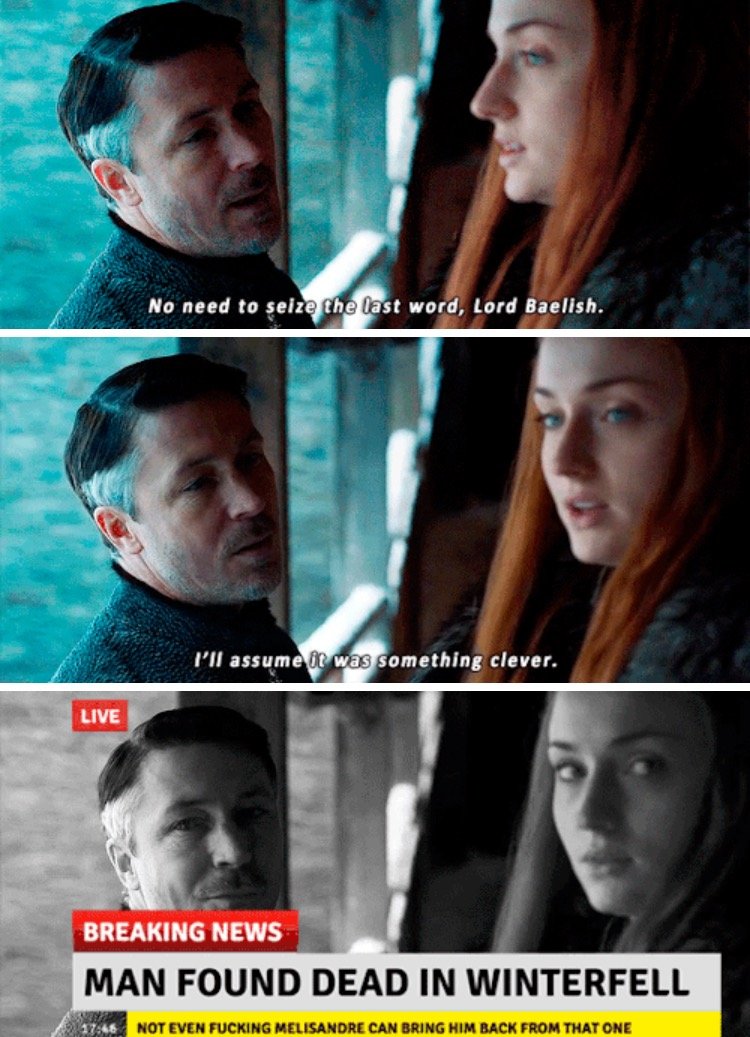 No need to seize the last word, Lord Baelish.
I'll assume it was something clever.
LIVE
BREAKING NEWS
MAN FOUND DEAD IN WINTERFELL
17:46 NOT EVEN FUCKING MELISANDRE CAN BRING HIM BACK FROM THAT ONE